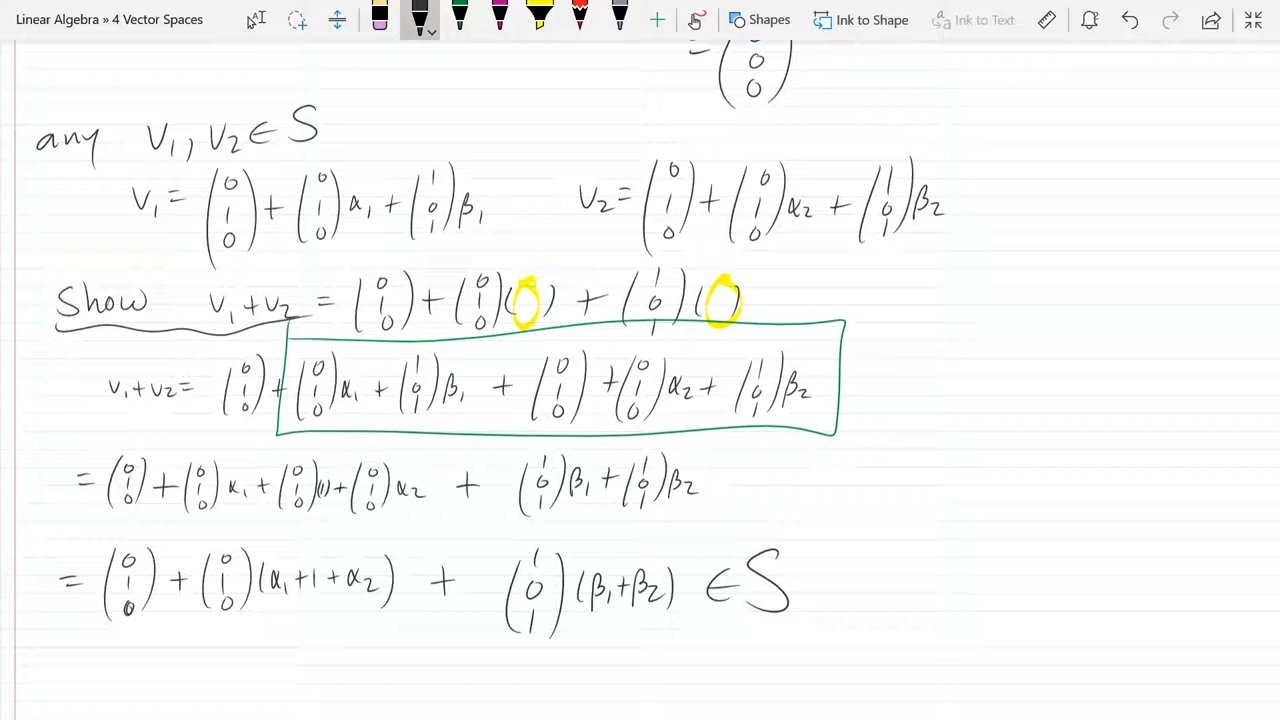 Linear Algebra » 4 Vector Spaces Shapes Ink to Shape Ink to Text
= (0 0 0)
any v₁, v₂ ∈ S
v₁ = (0 1 0) + (0 1 0) α₁ + (1 0 1) β₁ v₂ = (0 1 0) + (0 1 0) α₂ + (1 0 1) β₂
Show v₁ + v₂ = (0 1 0) + (0 1 0) ( ) + (1 0 1) ( )
v₁ + v₂ = (0 1 0) + (0 1 0) α₁ + (1 0 1) β₁ + (0 1 0) + (0 1 0) α₂ + (1 0 1) β₂
= (0 1 0) + (0 1 0) α₁ + (0 1 0) (1) + (0 1 0) α₂ + (1 0 1) β₁ + (1 0 1) β₂
= (0 1 0) + (0 1 0) (α₁ + 1 + α₂) + (1 0 1) (β₁ + β₂) ∈ S